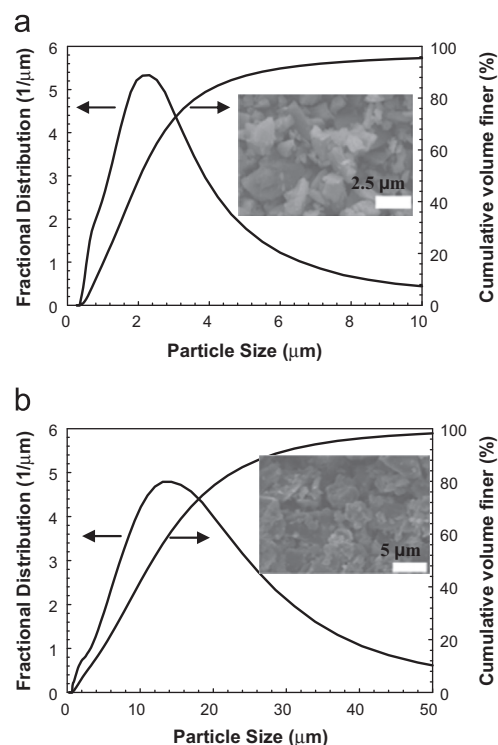 a
Fractional Distribution (1/μm)
6
5
4
3
2
1
0
100
80
60
40
20
0
Cumulative volume finer (%)
2.5 μm
0 2 4 6 8 10
Particle Size (μm)
b
Fractional Distribution (1/μm)
6
5
4
3
2
1
0
100
80
60
40
20
0
Cumulative volume finer (%)
5 μm
0 10 20 30 40 50
Particle Size (μm)